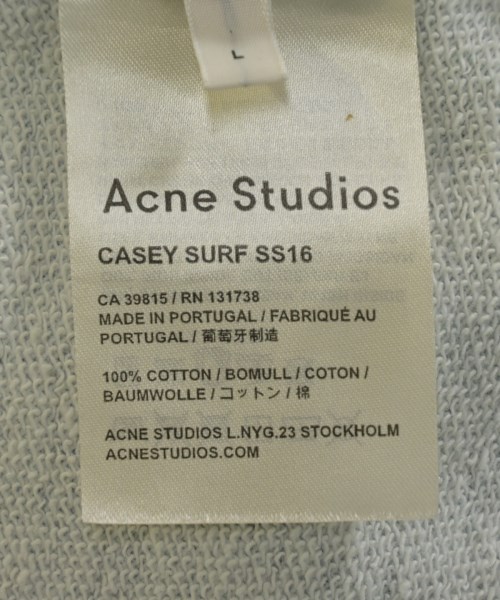 L
Acne Studios
CASEY SURF SS16
CA 39815 / RN 131738
MADE IN PORTUGAL / FABRIQUÉ AU
PORTUGAL / 葡萄牙制造
100% COTTON / BOMULL / COTON /
BAUMWOLLE / コットン / 棉
ACNE STUDIOS L.NYG.23 STOCKHOLM
ACNESTUDIOS.COM